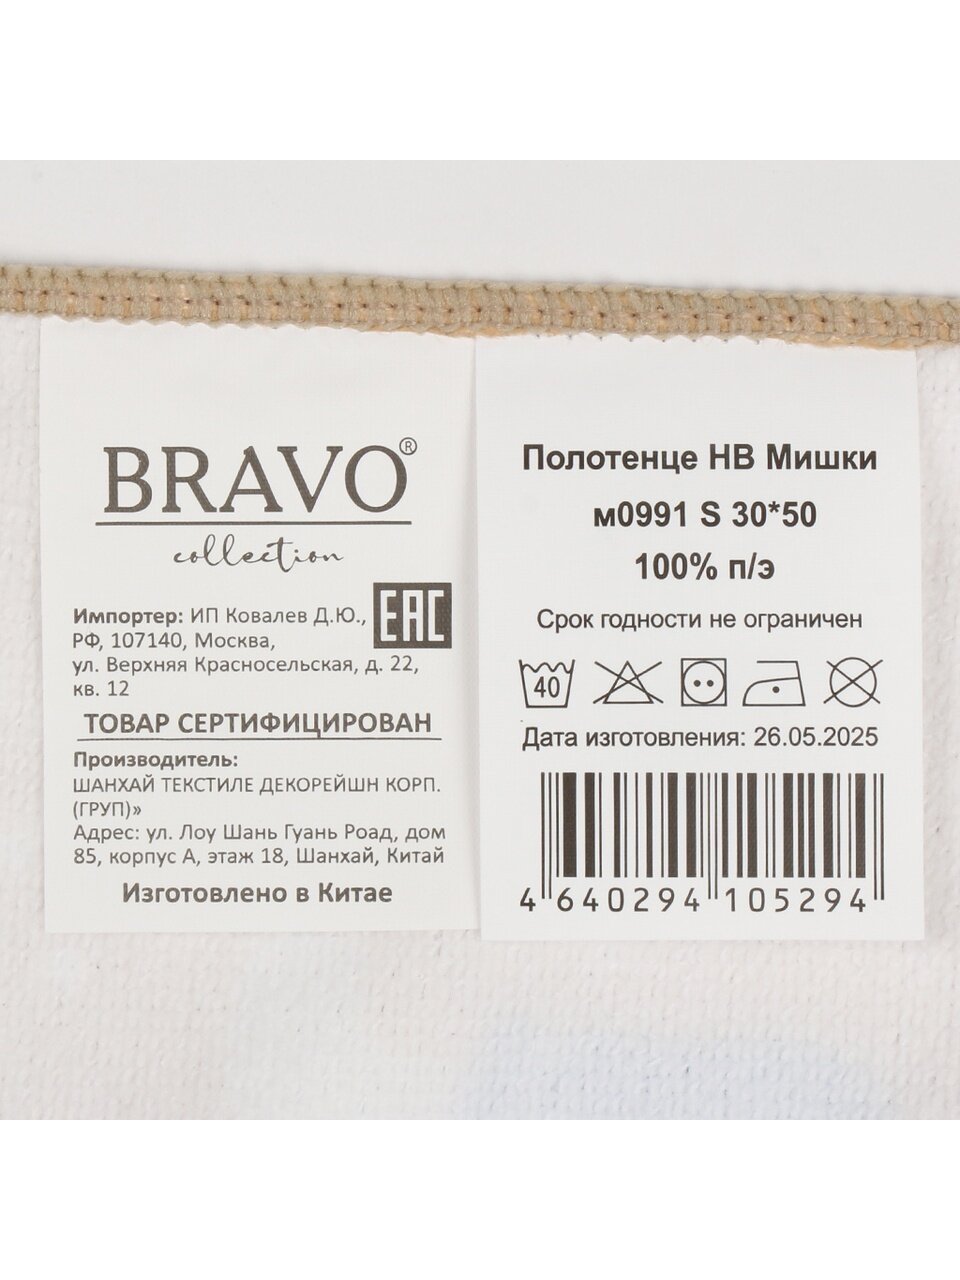 BRAVO®
collection
Импортер: ИП Ковалев Д.Ю.,
РФ, 107140, Москва,
ул. Верхняя Красносельская, д. 22,
кв. 12
EAC
ТОВАР СЕРТИФИЦИРОВАН
Производитель:
ШАНХАЙ ТЕКСТИЛЕ ДЕКОРЕЙШН КОРП.
(ГРУП)»
Адрес: ул. Лоу Шань Гуань Роад, дом
85, корпус А, этаж 18, Шанхай, Китай
Изготовлено в Китае
Полотенце НВ Мишки
м0991 S 30*50
100% п/э
Срок годности не ограничен
40
Дата изготовления: 26.05.2025
4 640294 105294